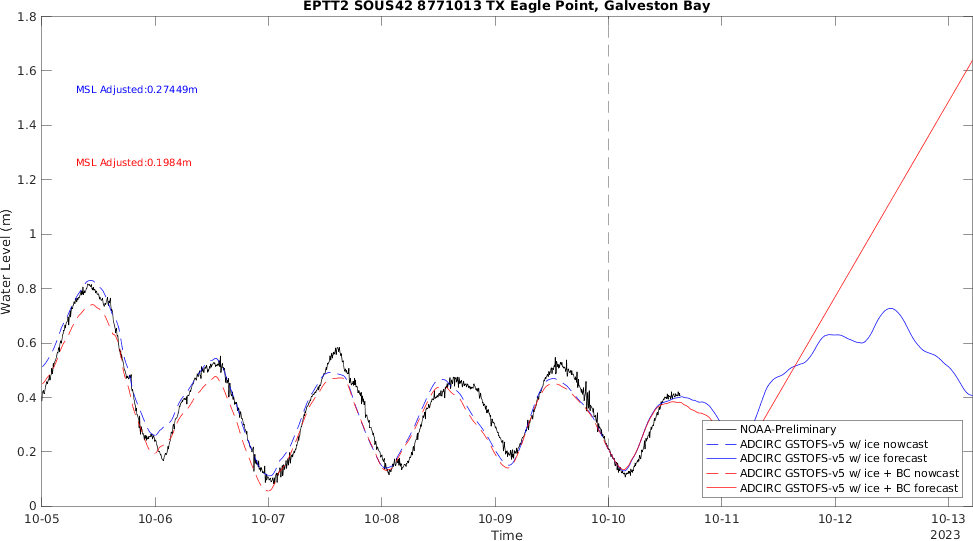 EPTT2 SOUS42 8771013 TX Eagle Point, Galveston Bay
1.8
1.6
1.4
1.2
1
0.8
0.6
0.4
0.2
0
Water Level (m)
MSL Adjusted:0.27449m
MSL Adjusted:0.1984m
NOAA-Preliminary
ADCIRC GSTOFS-v5 w/ ice nowcast
ADCIRC GSTOFS-v5 w/ ice forecast
ADCIRC GSTOFS-v5 w/ ice + BC nowcast
ADCIRC GSTOFS-v5 w/ ice + BC forecast
10-05 10-06 10-07 10-08 10-09 10-10 10-11 10-12 10-13
2023
Time